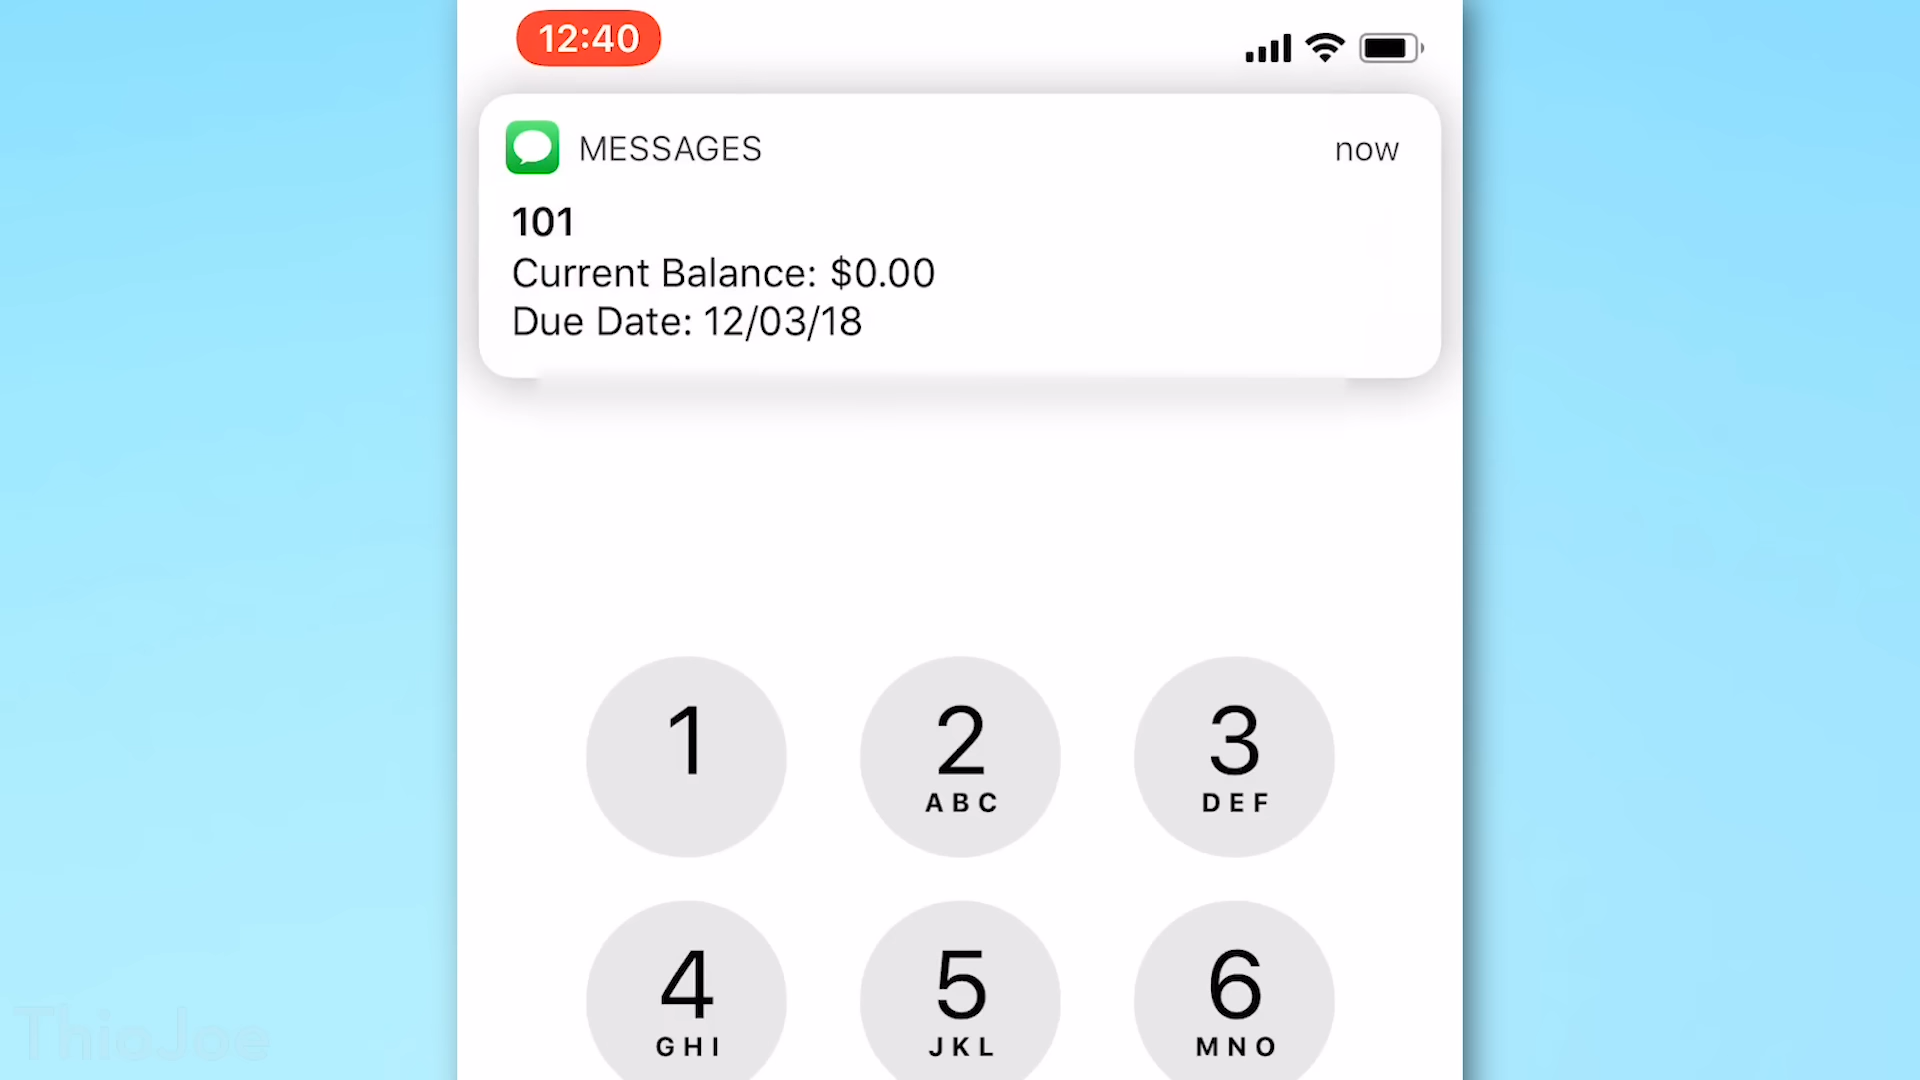 12:40
MESSAGES
now
101
Current Balance: $0.00
Due Date: 12/03/18
1
2
3
ABC
DEF
4
5
6
GHI
JKL
MNO
ThioJoe